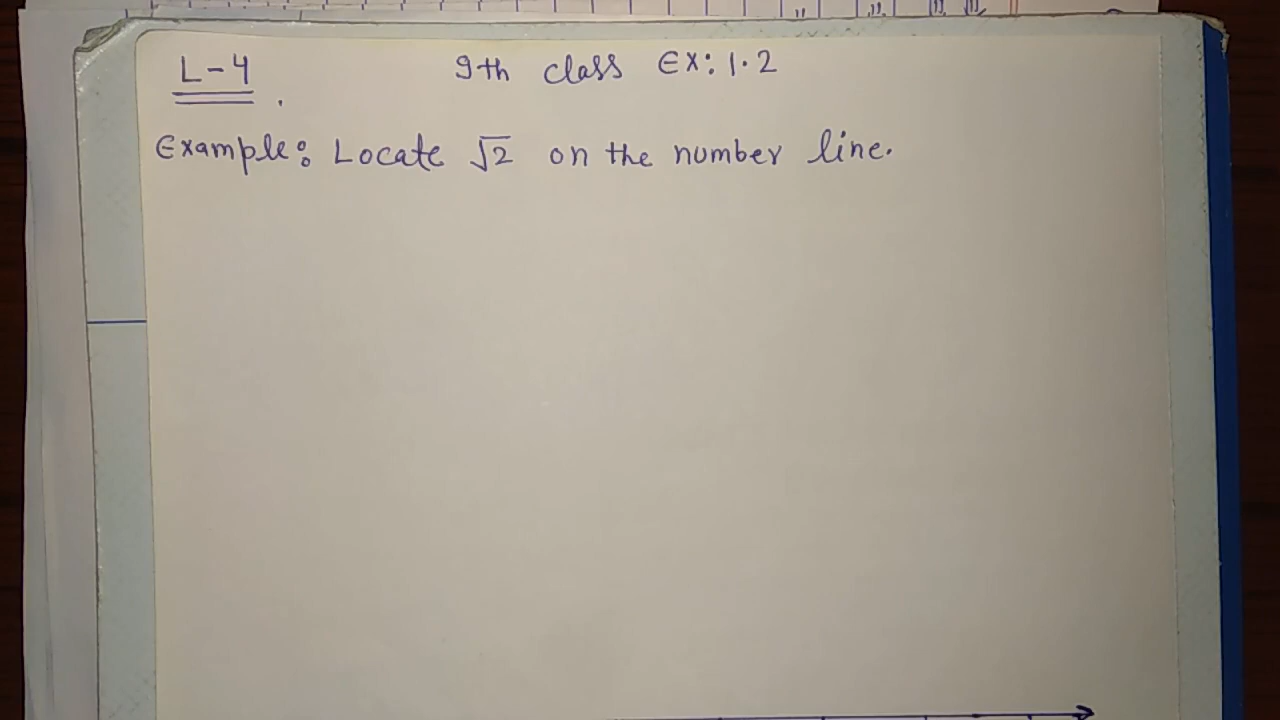 L-4 9th class Ex: 1.2
Example: Locate √2 on the number line.